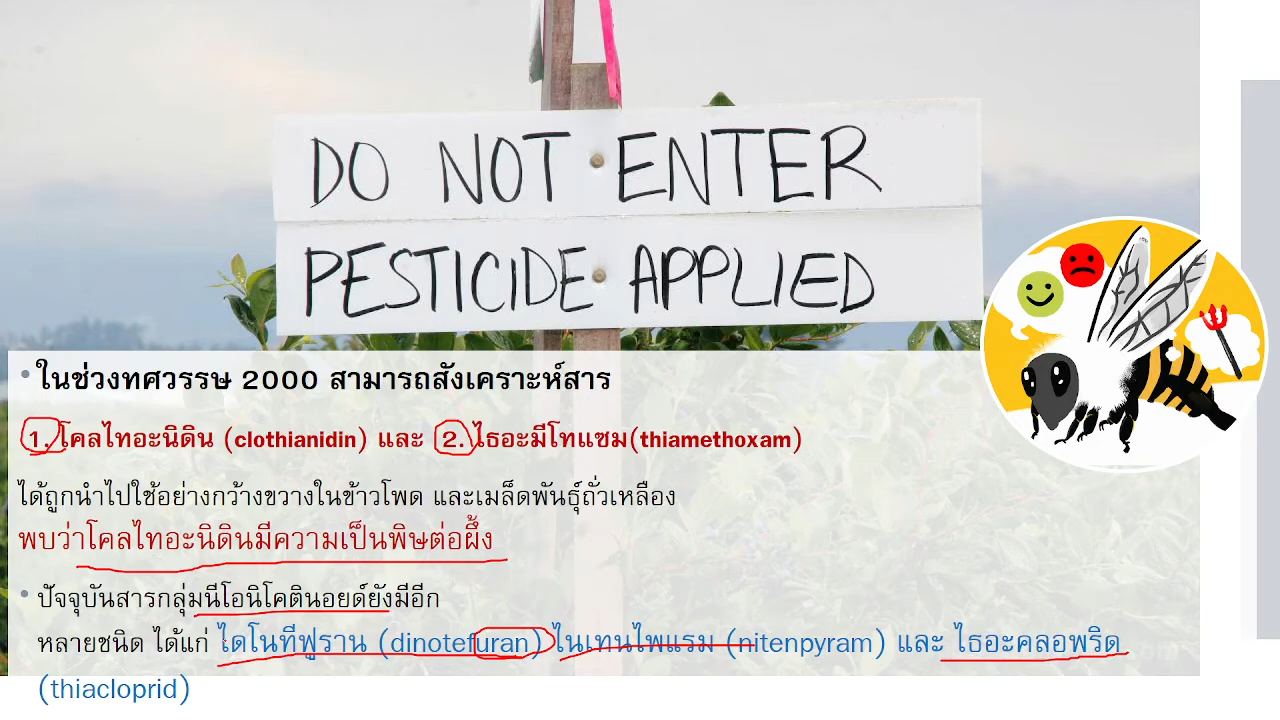 DO NOT ENTER
PESTICIDE APPLIED
• ในช่วงทศวรรษ 2000 สามารถสังเคราะห์สาร
1. โคลไทอะนิดิน (clothianidin) และ 2. ไธอะมีโทแซม(thiamethoxam)
ได้ถูกนำไปใช้อย่างกว้างขวางในข้าวโพด และเมล็ดพันธุ์ถั่วเหลือง
พบว่าโคลไทอะนิดินมีความเป็นพิษต่อผึ้ง
• ปัจจุบันสารกลุ่มนีโอนิโคตินอยด์ยังมีอีก
หลายชนิด ได้แก่ ไดโนทีฟูราน (dinotefuran) ไนเทนไพแรม (nitenpyram) และ ไธอะคลอพริด
(thiacloprid)